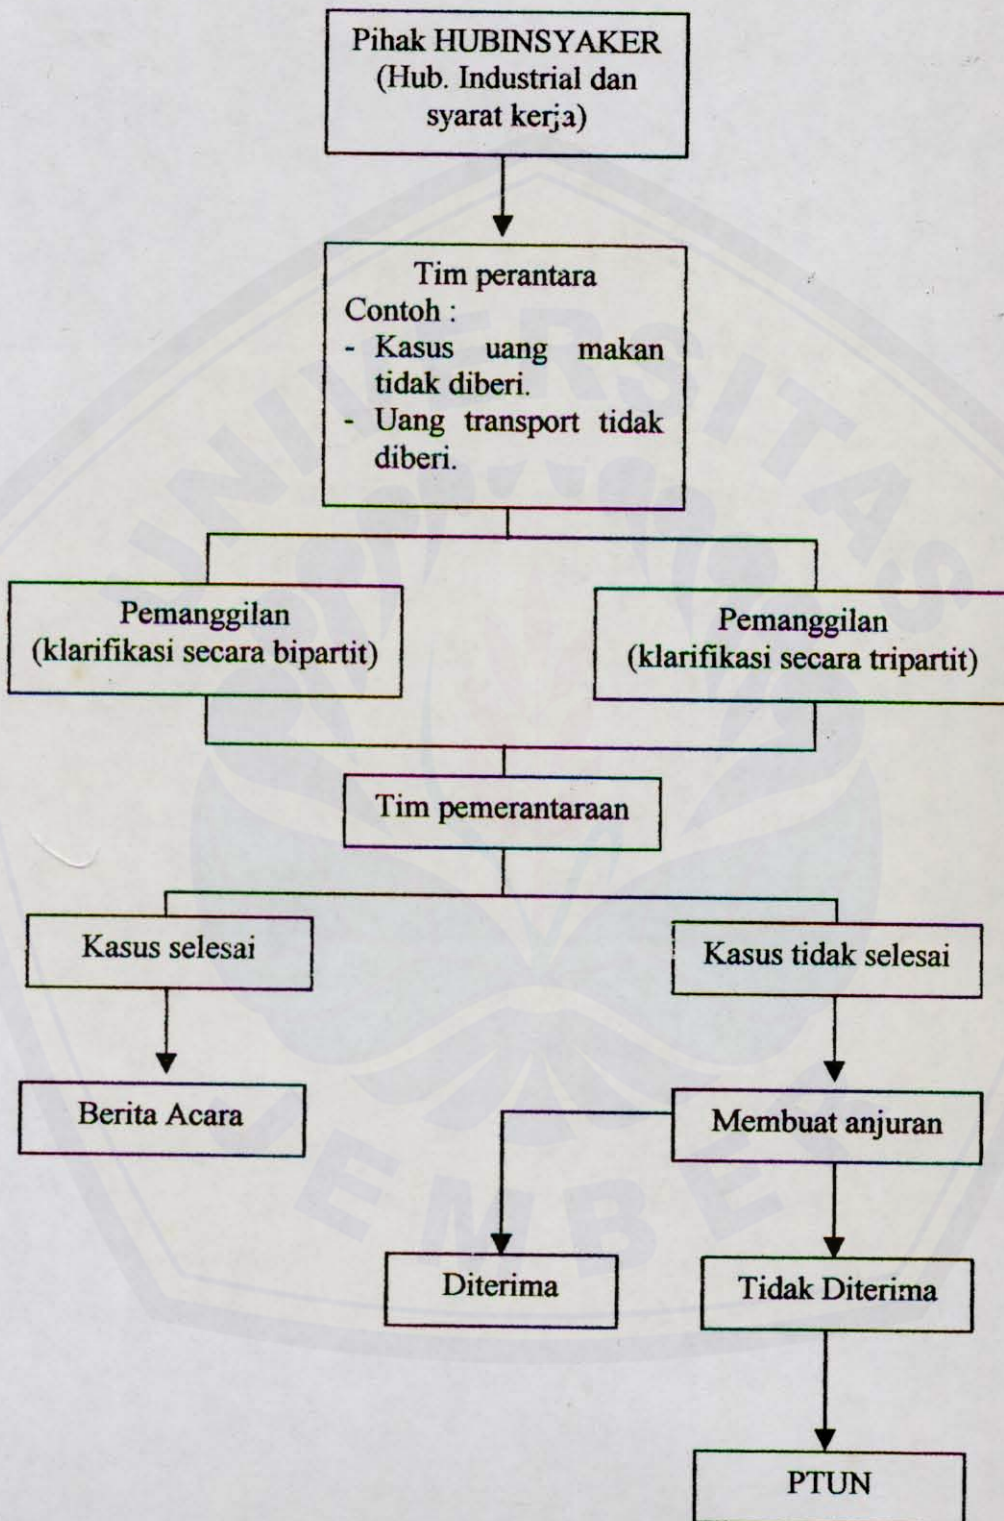 Pihak HUBINSYAKER
(Hub. Industrial dan
syarat kerja)
Tim perantara
Contoh :
- Kasus uang makan
tidak diberi.
- Uang transport tidak
diberi.
Pemanggilan
(klarifikasi secara bipartit)
Pemanggilan
(klarifikasi secara tripartit)
Tim pemerantaraan
Kasus selesai
Kasus tidak selesai
Berita Acara
Membuat anjuran
Diterima
Tidak Diterima
PTUN
UNIVERSITAS
JEMBER